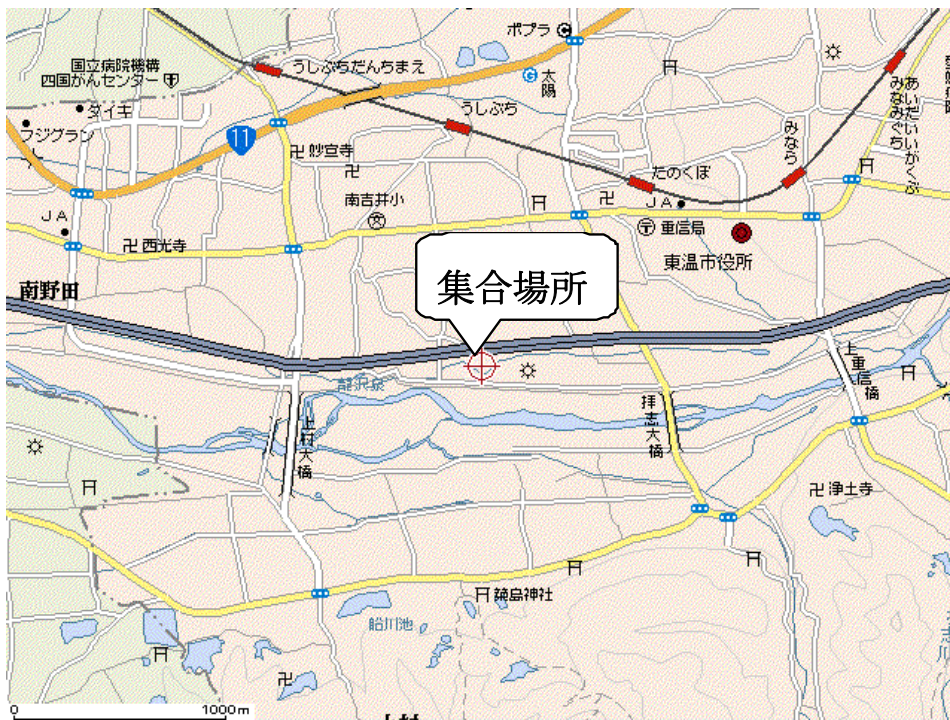 ポプラ
国立病院機構
四国がんセンター
うしぶちだんちまえ
太陽
ダイキ
うしぶち
フジグラン
11
妙宣寺
みなら
あいだいいがくぶ
みなみぐち
たのくぼ
南吉井小
JA
JA
重信局
西光寺
東温市役所
集合場所
南野田
龍沢泉
上重信橋
拝志大橋
上村大橋
浄土寺
船川池
0
1000m